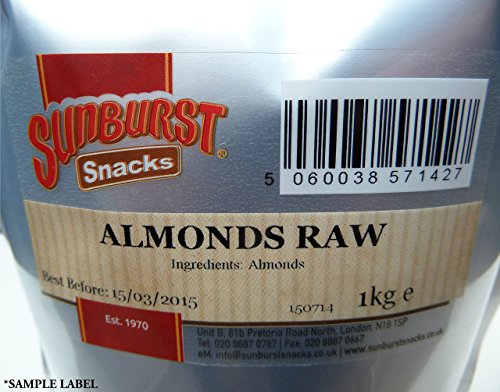 SUNBURST®
Snacks
5 060038 571427
ALMONDS RAW
Ingredients: Almonds
Best Before: 15/03/2015
150714 1kg e
Est. 1970
Unit B, 81b Pretoria Road North, London, N18 1SP
Tel: 020 8887 0787 | Fax: 020 8887 0667
eM: info@sunburstsnacks.co.uk | www.sunburstsnacks.co.uk
*SAMPLE LABEL